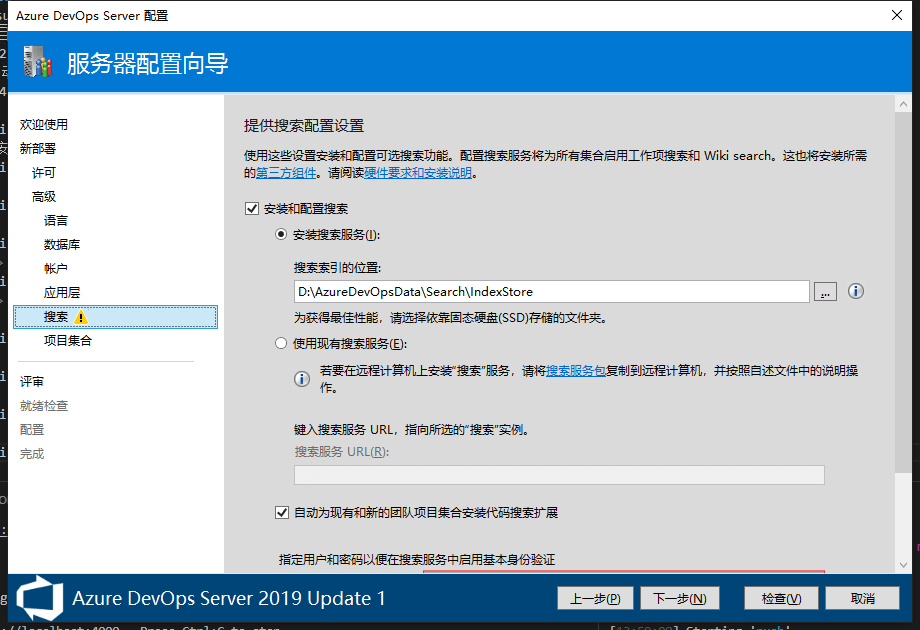 Azure DevOps Server 配置
服务器配置向导
欢迎使用
新部署
许可
高级
语言
数据库
帐户
应用层
搜索
项目集合
评审
就绪检查
配置
完成
提供搜索配置设置
使用这些设置安装和配置可选搜索功能。配置搜索服务将为所有集合启用工作项搜索和 Wiki search。这也将安装所需
的第三方组件。请阅读硬件要求和安装说明。
安装和配置搜索
安装搜索服务(I):
搜索索引的位置:
D:\AzureDevOpsData\Search\IndexStore
...
为获得最佳性能，请选择依靠固态硬盘(SSD)存储的文件夹。
使用现有搜索服务(E):
若要在远程计算机上安装“搜索”服务，请将搜索服务包复制到远程计算机，并按照自述文件中的说明操
作。
键入搜索服务 URL，指向所选的“搜索”实例。
搜索服务 URL(R):
自动为现有和新的团队项目集合安装代码搜索扩展
指定用户和密码以便在搜索服务中启用基本身份验证
Azure DevOps Server 2019 Update 1
上一步(P)
下一步(N)
检查(V)
取消